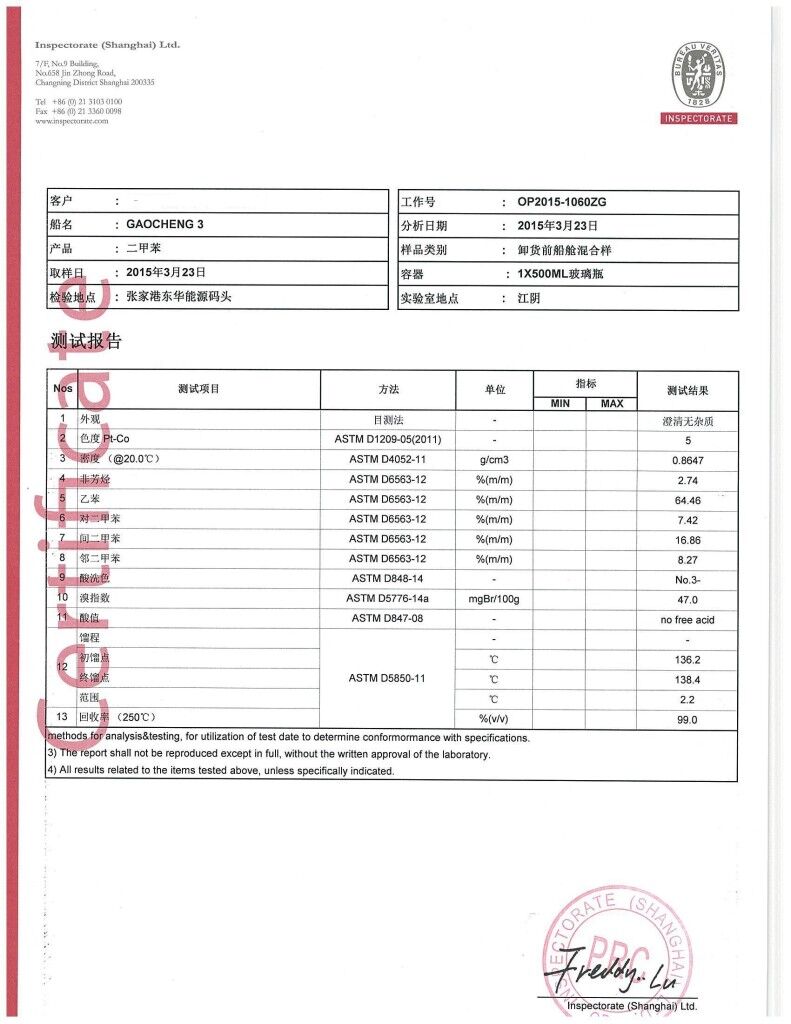 Inspectorate (Shanghai) Ltd.
7/F, No.9 Building,
No.658 Jin Zhong Road,
Changning District Shanghai 200335
Tel +86 (0) 21 3103 0100
Fax +86 (0) 21 3360 0098
www.inspectorate.com
BUREAU VERITAS
1828
INSPECTORATE
客户 : -
船名 : GAOCHENG 3
产品 : 二甲苯
取样日 : 2015年3月23日
检验地点 : 张家港东华能源码头
工作号 : OP2015-1060ZG
分析日期 : 2015年3月23日
样品类别 : 卸货前船舱混合样
容器 : 1X500ML玻璃瓶
实验室地点 : 江阴
Certificate
测试报告
Nos 测试项目 方法 单位 指标 测试结果
MIN MAX
1 外观 目测法 - 澄清无杂质
2 色度 Pt-Co ASTM D1209-05(2011) - 5
3 密度（@20.0℃） ASTM D4052-11 g/cm3 0.8647
4 非芳烃 ASTM D6563-12 %(m/m) 2.74
5 乙苯 ASTM D6563-12 %(m/m) 64.46
6 对二甲苯 ASTM D6563-12 %(m/m) 7.42
7 间二甲苯 ASTM D6563-12 %(m/m) 16.86
8 邻二甲苯 ASTM D6563-12 %(m/m) 8.27
9 酸洗色 ASTM D848-14 - No.3-
10 溴指数 ASTM D5776-14a mgBr/100g 47.0
11 酸值 ASTM D847-08 - no free acid
12 馏程 ASTM D5850-11 - -
初馏点 ℃ 136.2
终馏点 ℃ 138.4
范围 ℃ 2.2
13 回收率（250℃） %(v/v) 99.0
methods for analysis&testing, for utilization of test date to determine conformormance with specifications.
3) The report shall not be reproduced except in full, without the written approval of the laboratory.
4) All results related to the items tested above, unless specifically indicated.
INSPECTORATE (SHANGHAI)
PRC
Freddy. Lu
Inspectorate (Shanghai) Ltd.